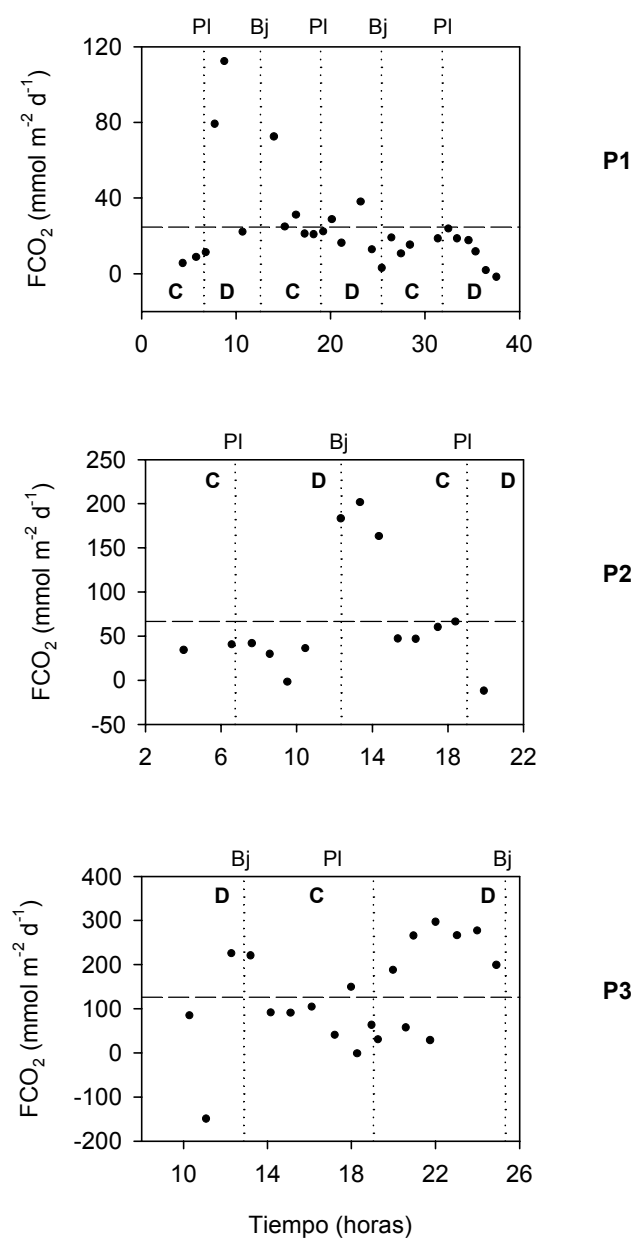 Pl Bj Pl Bj Pl
120
80
40
0
FCO₂ (mmol m⁻² d⁻¹)
C D C D C D
0 10 20 30 40
P1
Pl Bj Pl
250
200
150
100
50
0
-50
FCO₂ (mmol m⁻² d⁻¹)
C D C D
2 6 10 14 18 22
P2
Bj Pl Bj
400
300
200
100
0
-100
-200
FCO₂ (mmol m⁻² d⁻¹)
D C D
10 14 18 22 26
P3
Tiempo (horas)